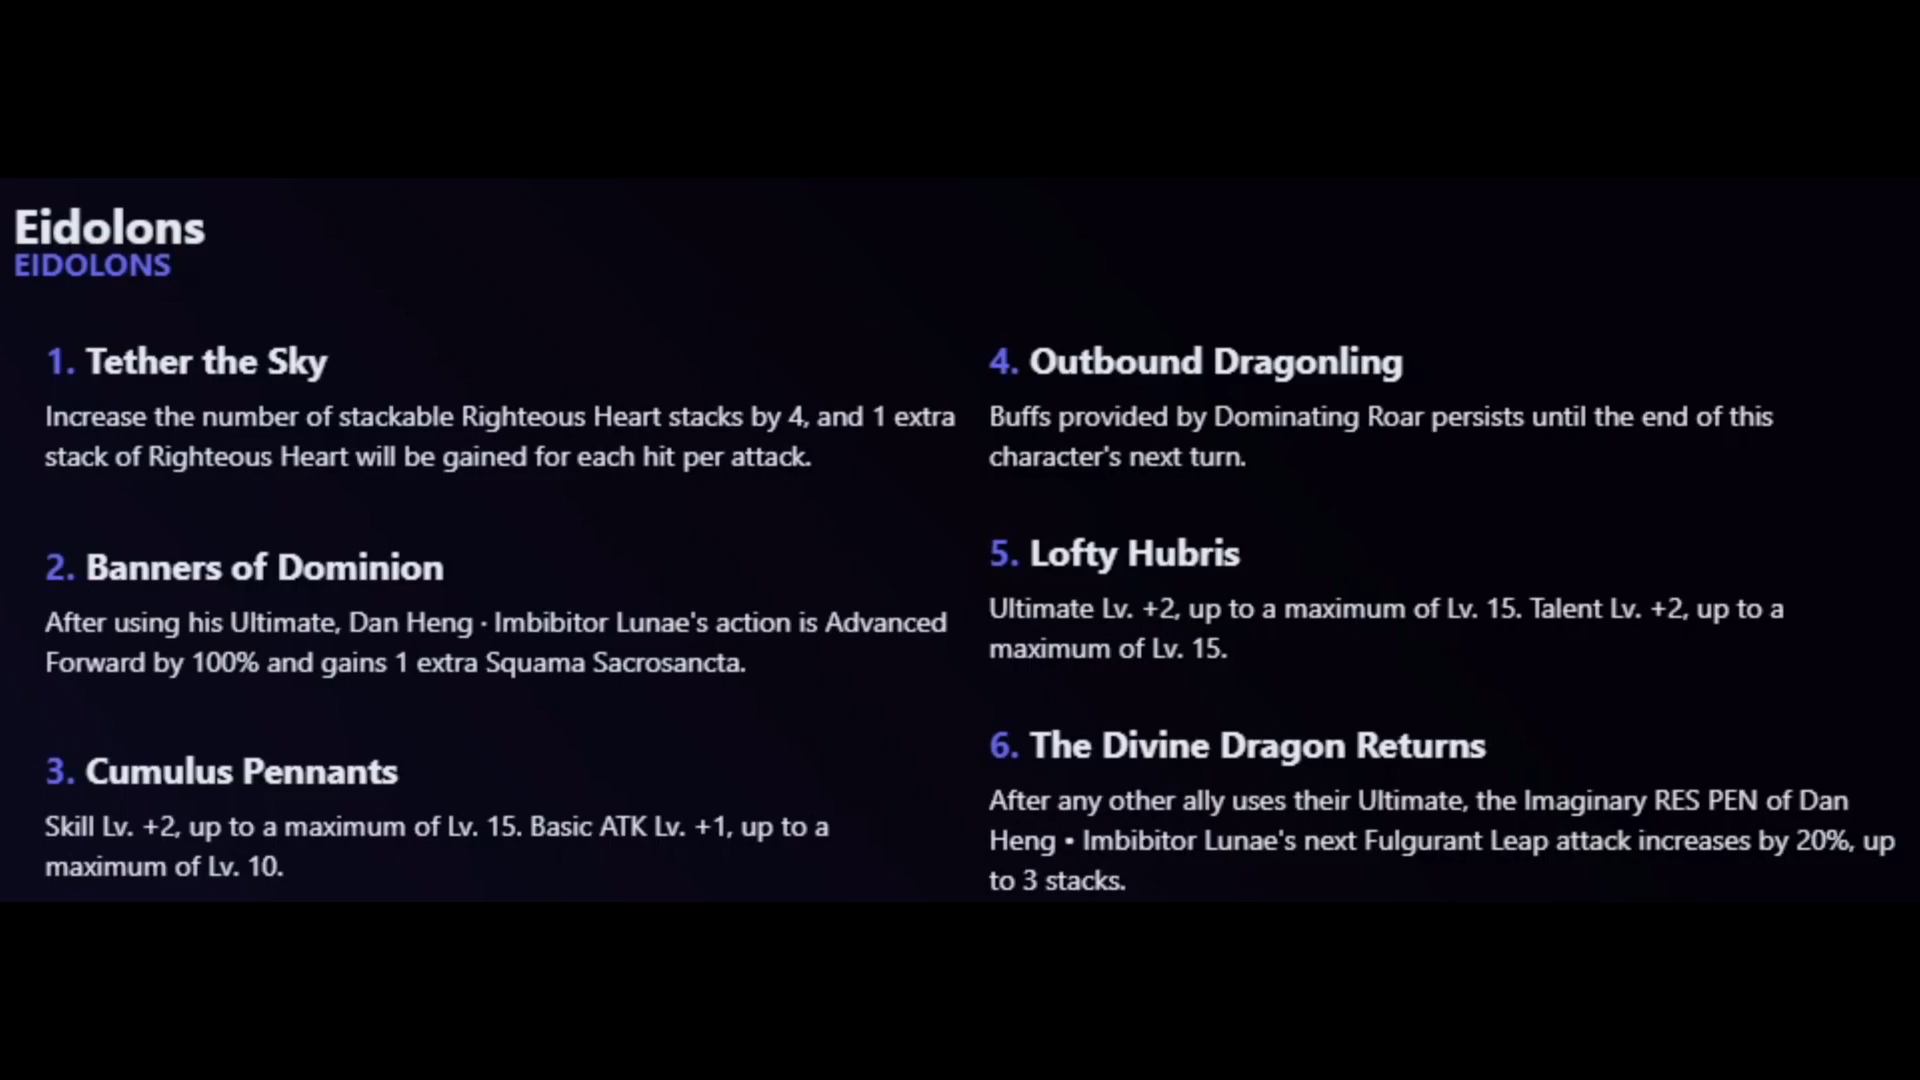 Eidolons
EIDOLONS
1. Tether the Sky
Increase the number of stackable Righteous Heart stacks by 4, and 1 extra
stack of Righteous Heart will be gained for each hit per attack.
2. Banners of Dominion
After using his Ultimate, Dan Heng · Imbibitor Lunae's action is Advanced
Forward by 100% and gains 1 extra Squama Sacrosancta.
3. Cumulus Pennants
Skill Lv. +2, up to a maximum of Lv. 15. Basic ATK Lv. +1, up to a
maximum of Lv. 10.
4. Outbound Dragonling
Buffs provided by Dominating Roar persists until the end of this
character's next turn.
5. Lofty Hubris
Ultimate Lv. +2, up to a maximum of Lv. 15. Talent Lv. +2, up to a
maximum of Lv. 15.
6. The Divine Dragon Returns
After any other ally uses their Ultimate, the Imaginary RES PEN of Dan
Heng • Imbibitor Lunae's next Fulgurant Leap attack increases by 20%, up
to 3 stacks.